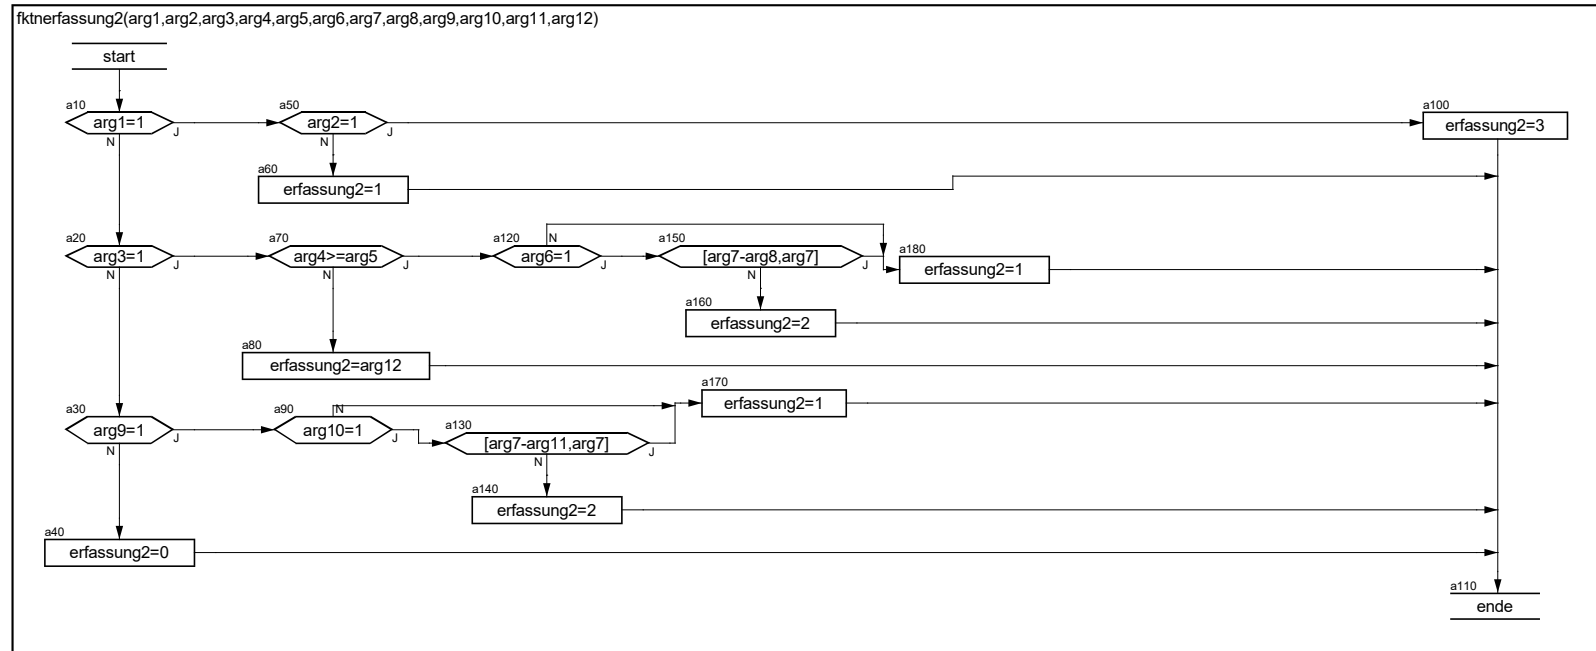 fktnerfassung2(arg1,arg2,arg3,arg4,arg5,arg6,arg7,arg8,arg9,arg10,arg11,arg12)
start
a10
arg1=1
J
N
a50
arg2=1
J
N
a100
erfassung2=3
a60
erfassung2=1
a20
arg3=1
J
N
a70
arg4>=arg5
J
N
a120
arg6=1
N
J
a150
[arg7-arg8,arg7]
J
N
a180
erfassung2=1
a160
erfassung2=2
a80
erfassung2=arg12
a30
arg9=1
J
N
a90
arg10=1
N
J
a130
[arg7-arg11,arg7]
J
N
a170
erfassung2=1
a140
erfassung2=2
a40
erfassung2=0
a110
ende